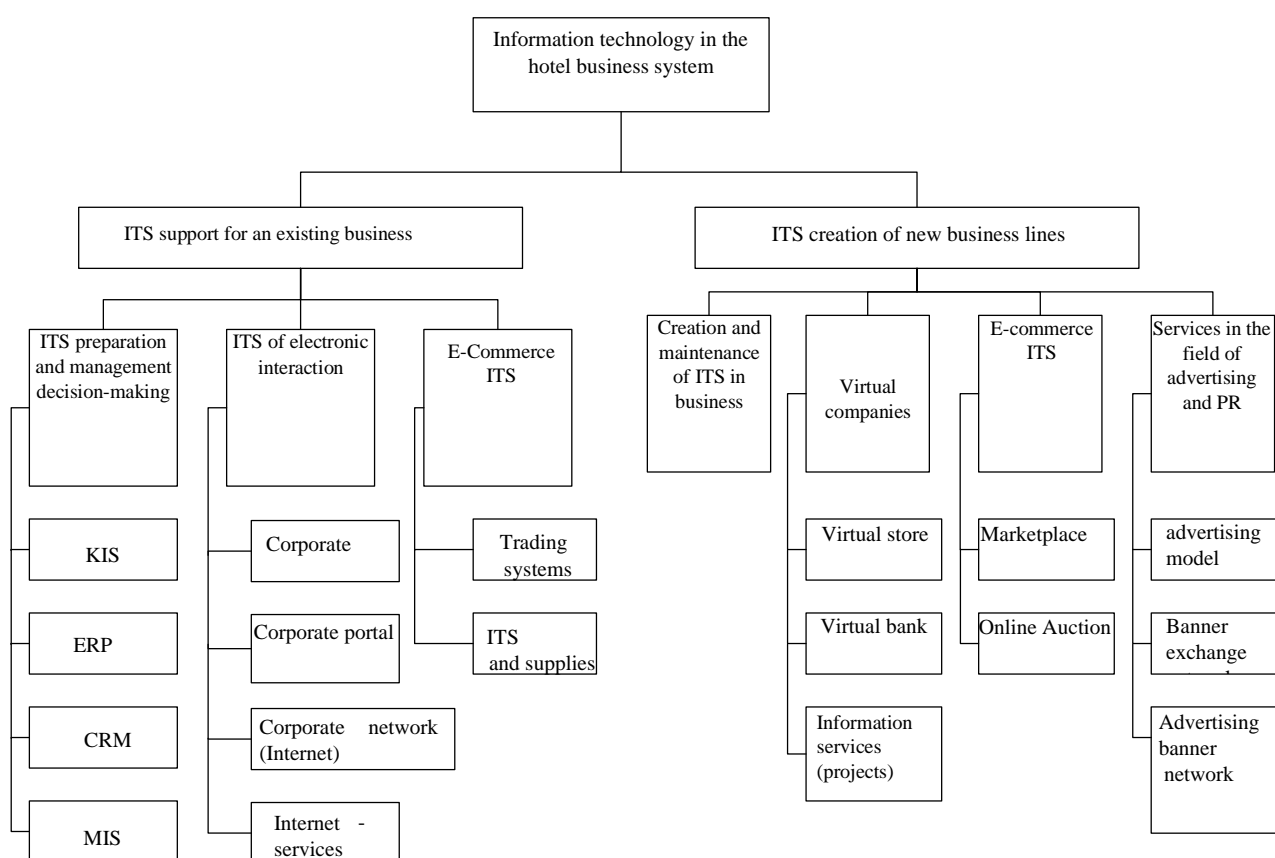 Information technology in the
hotel business system
ITS support for an existing business
ITS creation of new business lines
ITS preparation
and management
decision-making
ITS of electronic
interaction
E-Commerce
ITS
Creation and
maintenance
of ITS in
business
Virtual
companies
E-commerce
ITS
Services in the
field of
advertising
and PR
KIS
Corporate
Trading
systems
Virtual store
Marketplace
advertising
model
ERP
Corporate portal
ITS
and supplies
Virtual bank
Online Auction
Banner
exchange
CRM
Corporate network
(Internet)
Information
services
(projects)
Advertising
banner
network
MIS
Internet -
services